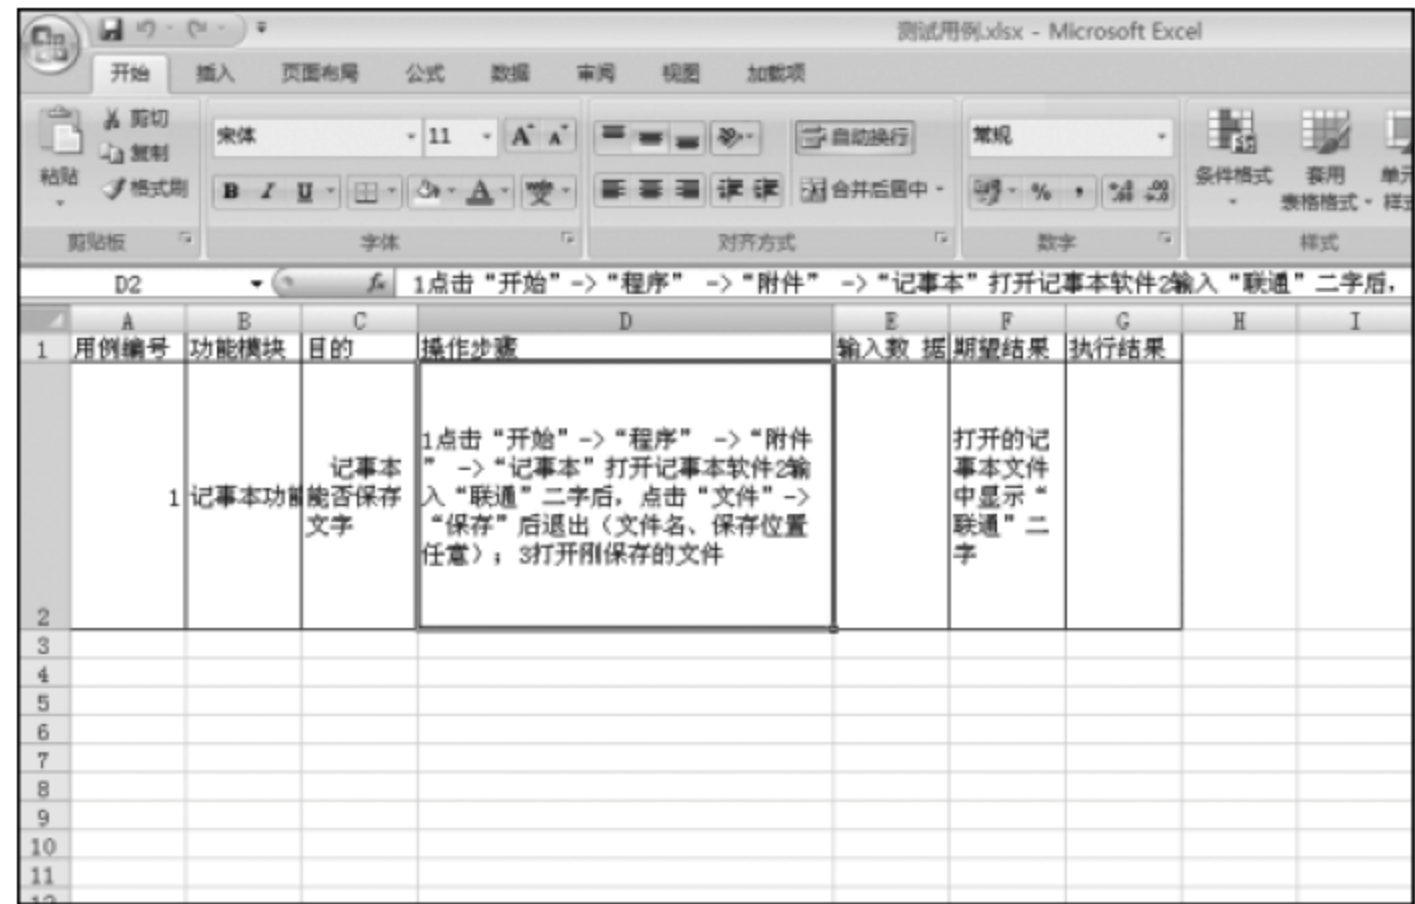 测试用例.xlsx - Microsoft Excel
开始 插入 页面布局 公式 数据 审阅 视图 加载项
粘贴 剪切 复制 格式刷 剪贴板
宋体 11 B I U A 字体
自动换行 合并后居中 对齐方式
常规 % 数字
条件格式 套用 表格格式 单元 样式
D2 fx 1点击“开始”->“程序” ->“附件” ->“记事本”打开记事本软件2输入“联通”二字后，
A B C D E F G H I
1 用例编号 功能模块 目的 操作步骤 输入数 据 期望结果 执行结果
2
1
记事本功能
记事本
能否保存
文字
1点击“开始”->“程序” ->“附件
” ->“记事本”打开记事本软件2输
入“联通”二字后，点击“文件”->
“保存”后退出（文件名、保存位置
任意）；3打开刚保存的文件
打开的记
事本文件
中显示“
联通”二
字
3
4
5
6
7
8
9
10
11